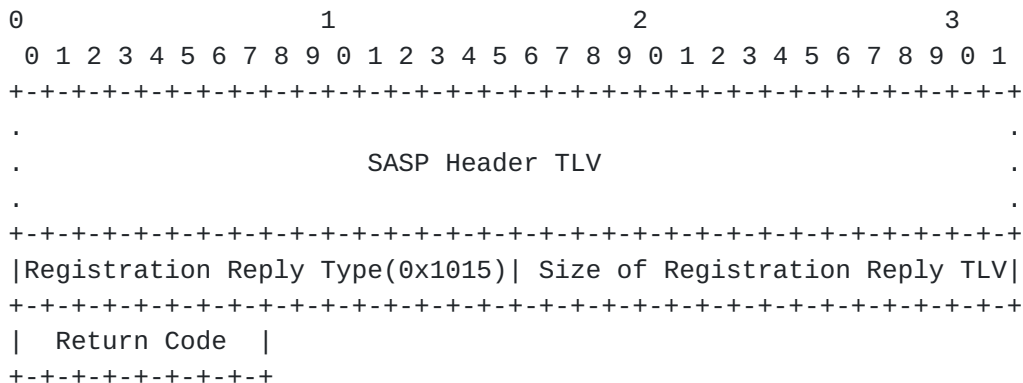 0                   1                   2                   3
 0 1 2 3 4 5 6 7 8 9 0 1 2 3 4 5 6 7 8 9 0 1 2 3 4 5 6 7 8 9 0 1
+-+-+-+-+-+-+-+-+-+-+-+-+-+-+-+-+-+-+-+-+-+-+-+-+-+-+-+-+-+-+-+-+
.                                                               .
.                      SASP Header TLV                          .
.                                                               .
+-+-+-+-+-+-+-+-+-+-+-+-+-+-+-+-+-+-+-+-+-+-+-+-+-+-+-+-+-+-+-+-+
|Registration Reply Type(0x1015)| Size of Registration Reply TLV|
+-+-+-+-+-+-+-+-+-+-+-+-+-+-+-+-+-+-+-+-+-+-+-+-+-+-+-+-+-+-+-+-+
|  Return Code  |
+-+-+-+-+-+-+-+-+